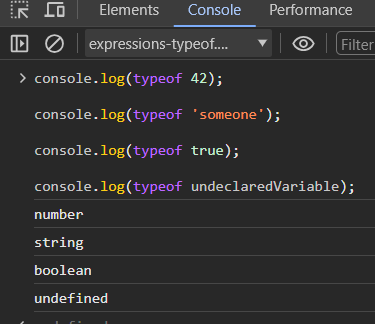 Elements Console Performance
expressions-typeof.... Filter
console.log(typeof 42);
console.log(typeof 'someone');
console.log(typeof true);
console.log(typeof undeclaredVariable);
number
string
boolean
undefined